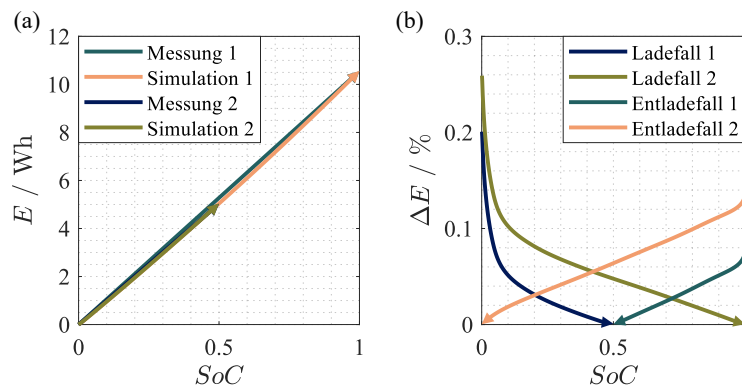 (a)
E / Wh
12
10
8
6
4
2
0
0
0.5
1
SoC
Messung 1
Simulation 1
Messung 2
Simulation 2
(b)
ΔE / %
0.3
0.2
0.1
0
0
0.5
SoC
Ladefall 1
Ladefall 2
Entladefall 1
Entladefall 2